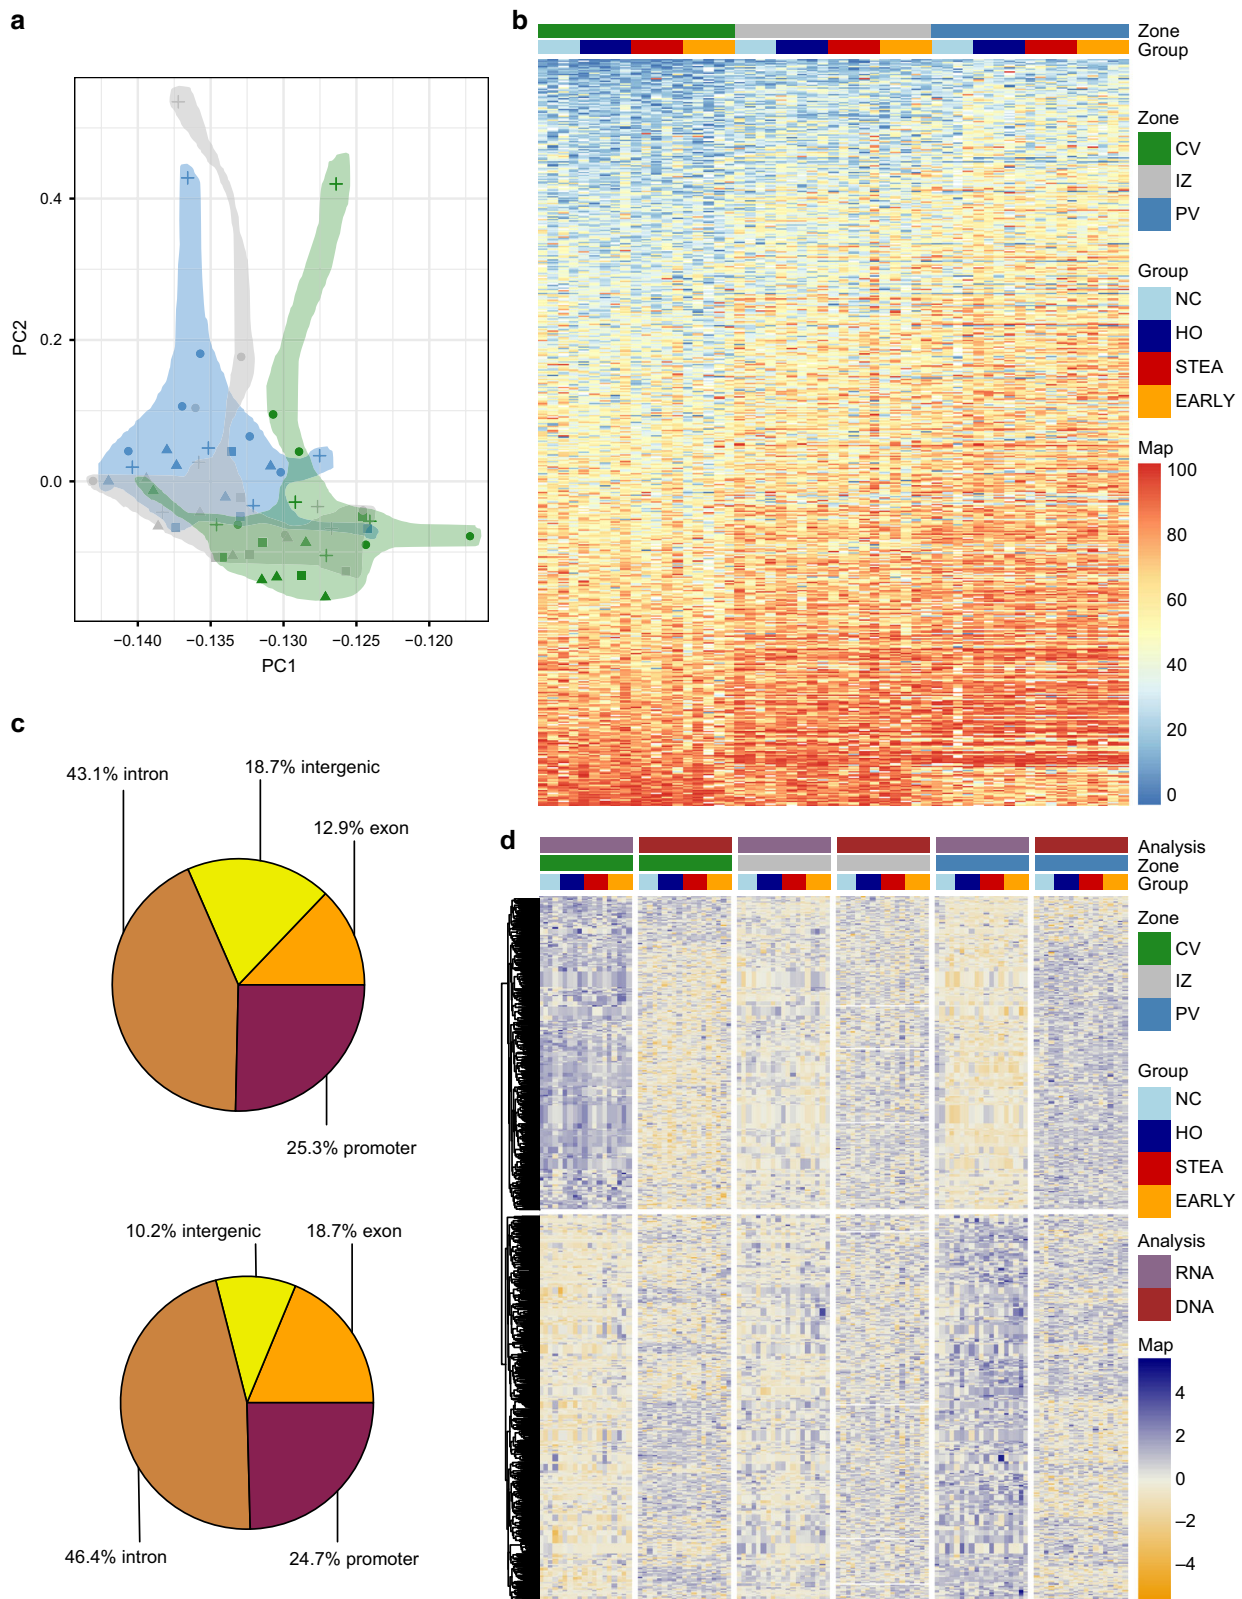 a
0.4
0.2
0.0
PC2
−0.140
−0.135
−0.130
−0.125
−0.120
PC1
b
Zone
Group
Zone
CV
IZ
PV
Group
NC
HO
STEA
EARLY
Map
100
80
60
40
20
0
c
43.1% intron
18.7% intergenic
12.9% exon
25.3% promoter
10.2% intergenic
18.7% exon
46.4% intron
24.7% promoter
d
Analysis
Zone
Group
Zone
CV
IZ
PV
Group
NC
HO
STEA
EARLY
Analysis
RNA
DNA
Map
4
2
0
−2
−4